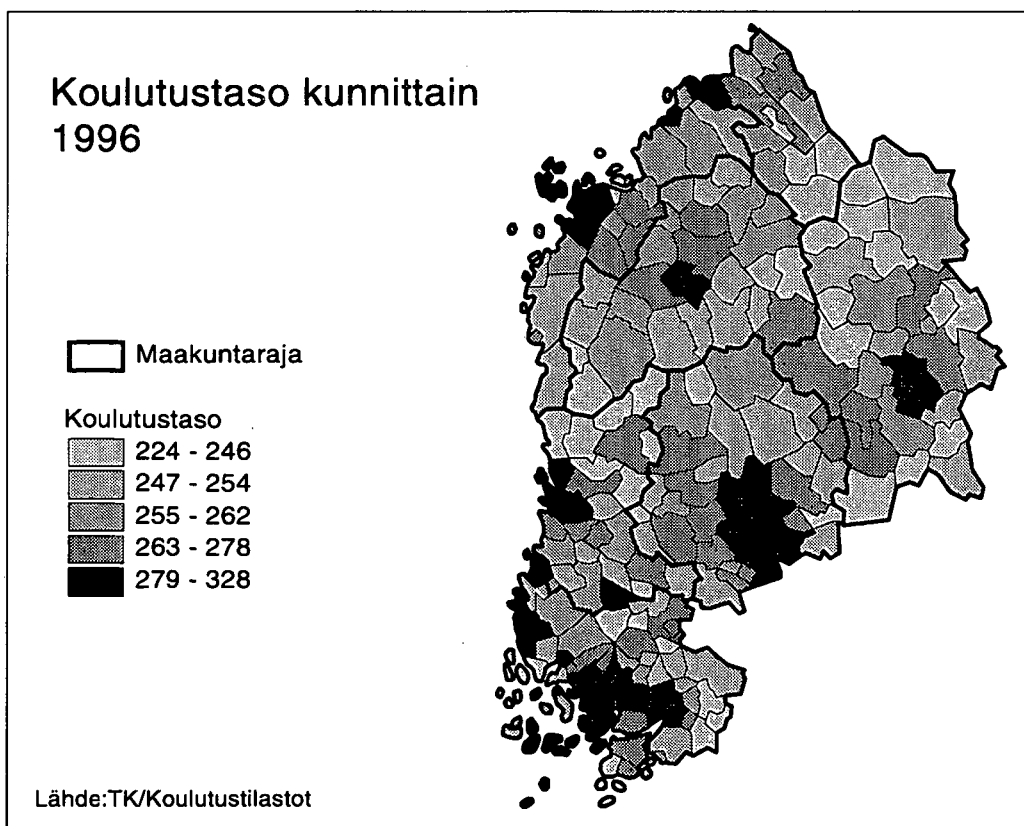 Koulutustaso kunnittain
1996
Maakuntaraja
Koulutustaso
224 - 246
247 - 254
255 - 262
263 - 278
279 - 328
Lähde:TK/Koulutustilastot